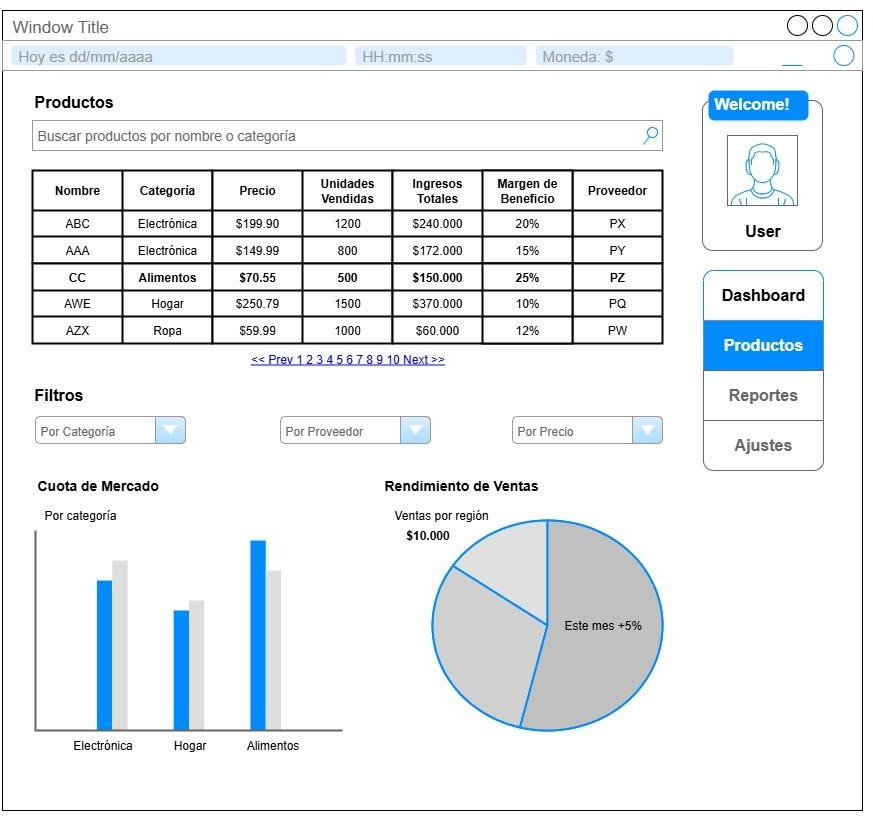 Window Title
Hoy es dd/mm/aaaa
HH:mm:ss
Moneda: $
Productos
Buscar productos por nombre o categoría
Nombre Categoría Precio Unidades Vendidas Ingresos Totales Margen de Beneficio Proveedor
ABC Electrónica $199.90 1200 $240.000 20% PX
AAA Electrónica $149.99 800 $172.000 15% PY
CC Alimentos $70.55 500 $150.000 25% PZ
AWE Hogar $250.79 1500 $370.000 10% PQ
AZX Ropa $59.99 1000 $60.000 12% PW
<< Prev 1 2 3 4 5 6 7 8 9 10 Next >>
Welcome!
User
Dashboard
Productos
Reportes
Ajustes
Filtros
Por Categoría
Por Proveedor
Por Precio
Cuota de Mercado
Por categoría
Electrónica Hogar Alimentos
Rendimiento de Ventas
Ventas por región
$10.000
Este mes +5%